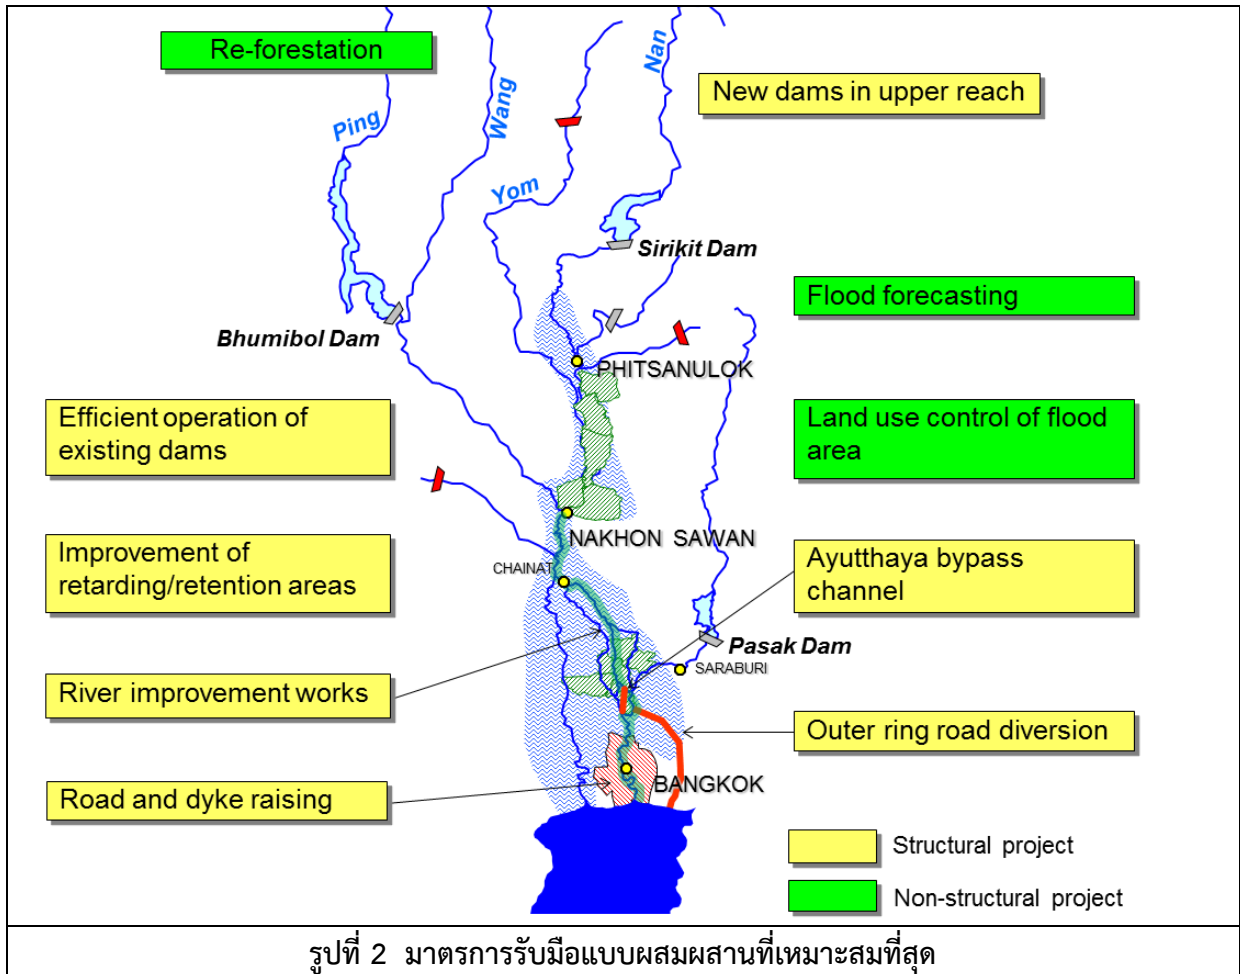 Re-forestation
Nan
New dams in upper reach
Ping
Wang
Yom
Sirikit Dam
Flood forecasting
Bhumibol Dam
PHITSANULOK
Efficient operation of
existing dams
Land use control of flood
area
NAKHON SAWAN
Improvement of
retarding/retention areas
CHAINAT
Ayutthaya bypass
channel
Pasak Dam
SARABURI
River improvement works
Outer ring road diversion
Road and dyke raising
BANGKOK
Structural project
Non-structural project
รูปที่ 2 มาตรการรับมือแบบผสมผสานที่เหมาะสมที่สุด